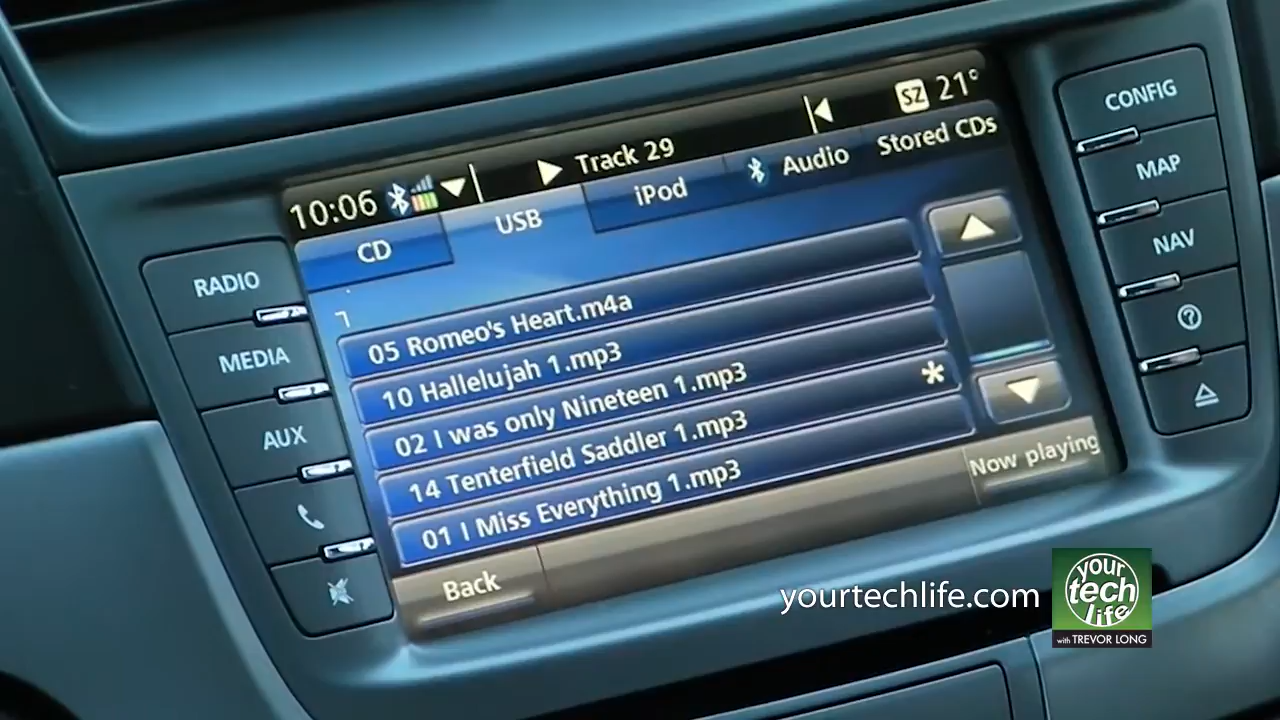 10:06
Track 29
SZ 21°
CD
USB
iPod
Audio
Stored CDs
05 Romeo's Heart.m4a
10 Hallelujah 1.mp3
02 I was only Nineteen 1.mp3
14 Tenterfield Saddler 1.mp3
*
01 I Miss Everything 1.mp3
Back
Now playing
RADIO
MEDIA
AUX
CONFIG
MAP
NAV
?
yourtechlife.com
your
tech
life
with TREVOR LONG